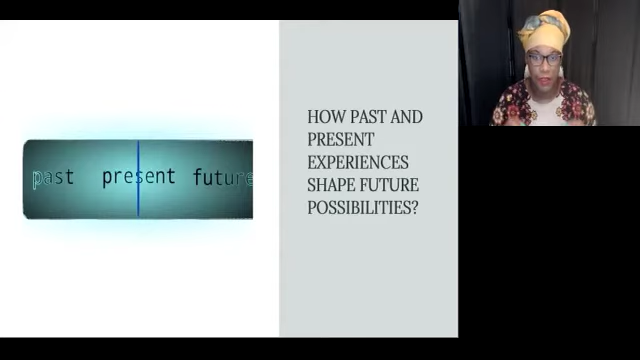 past present future
HOW PAST AND
PRESENT
EXPERIENCES
SHAPE FUTURE
POSSIBILITIES?